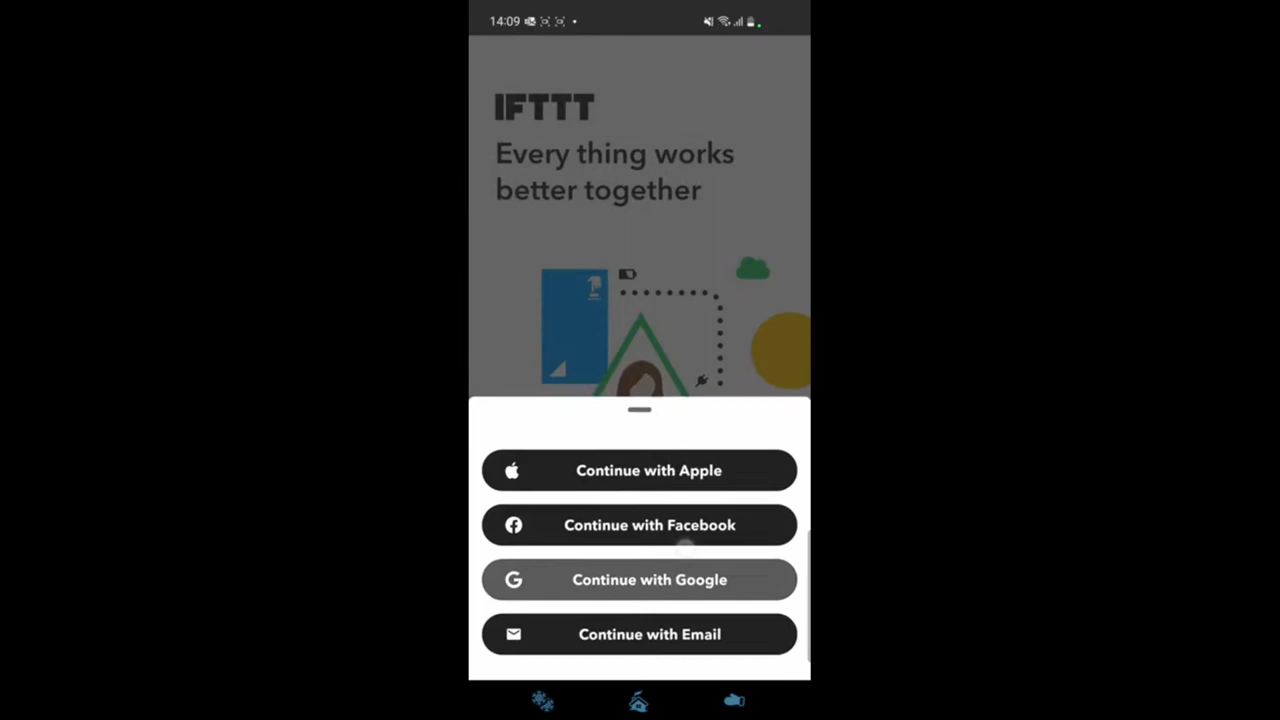 14:09
IFTTT
Every thing works
better together
Continue with Apple
Continue with Facebook
Continue with Google
Continue with Email